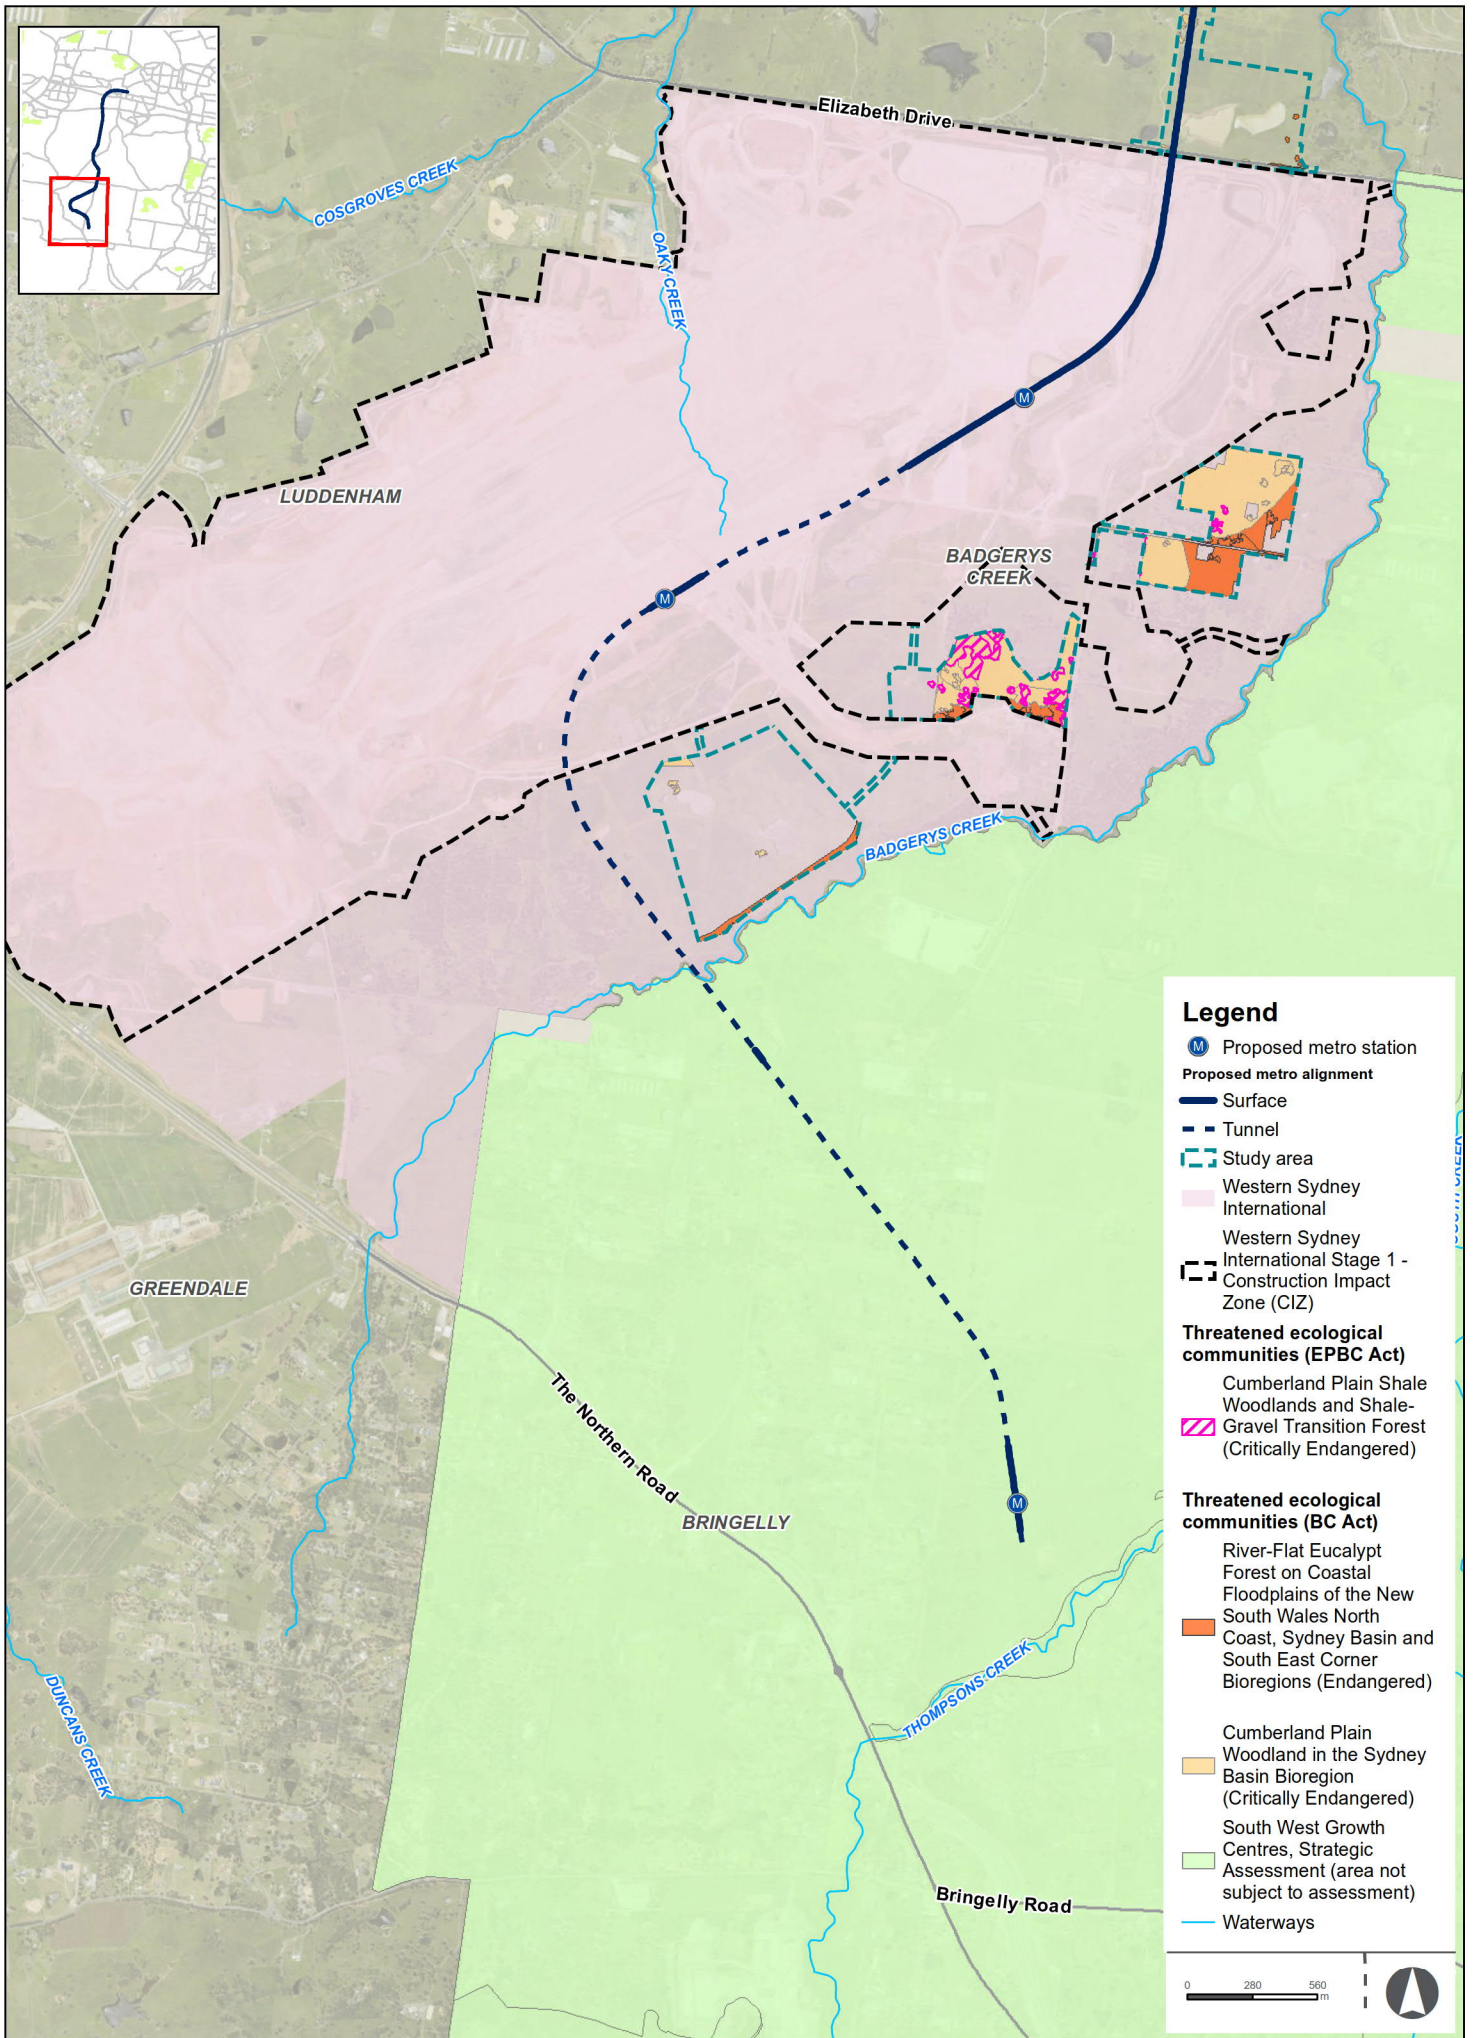 Elizabeth Drive
COSGROVES CREEK
OAKY CREEK
M
LUDDENHAM
BADGERYS
CREEK
M
BADGERYS CREEK
GREENDALE
The Northern Road
M
BRINGELLY
THOMPSONS CREEK
DUNCANS CREEK
Bringelly Road
Legend
M Proposed metro station
Proposed metro alignment
Surface
Tunnel
Study area
Western Sydney
International
Western Sydney
International Stage 1 -
Construction Impact
Zone (CIZ)
Threatened ecological
communities (EPBC Act)
Cumberland Plain Shale
Woodlands and Shale-
Gravel Transition Forest
(Critically Endangered)
Threatened ecological
communities (BC Act)
River-Flat Eucalypt
Forest on Coastal
Floodplains of the New
South Wales North
Coast, Sydney Basin and
South East Corner
Bioregions (Endangered)
Cumberland Plain
Woodland in the Sydney
Basin Bioregion
(Critically Endangered)
South West Growth
Centres, Strategic
Assessment (area not
subject to assessment)
Waterways
0 280 560
m